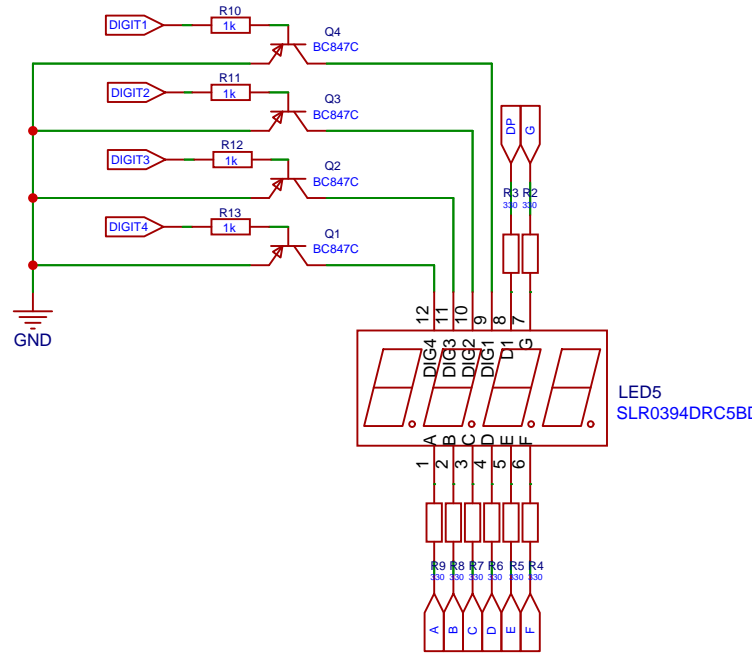 DIGIT1
R10
1k
Q4
BC847C
DIGIT2
R11
1k
Q3
BC847C
DIGIT3
R12
1k
Q2
BC847C
DIGIT4
R13
1k
Q1
BC847C
GND
DP
G
R3
R2
330
330
12
11
10
9
8
7
DIG4
DIG3
DIG2
DIG1
D1
G
LED5
SLR0394DRC5BD
A
B
C
D
E
F
1
2
3
4
5
6
R9
R8
R7
R6
R5
R4
330
330
330
330
330
330
A
B
C
D
E
F